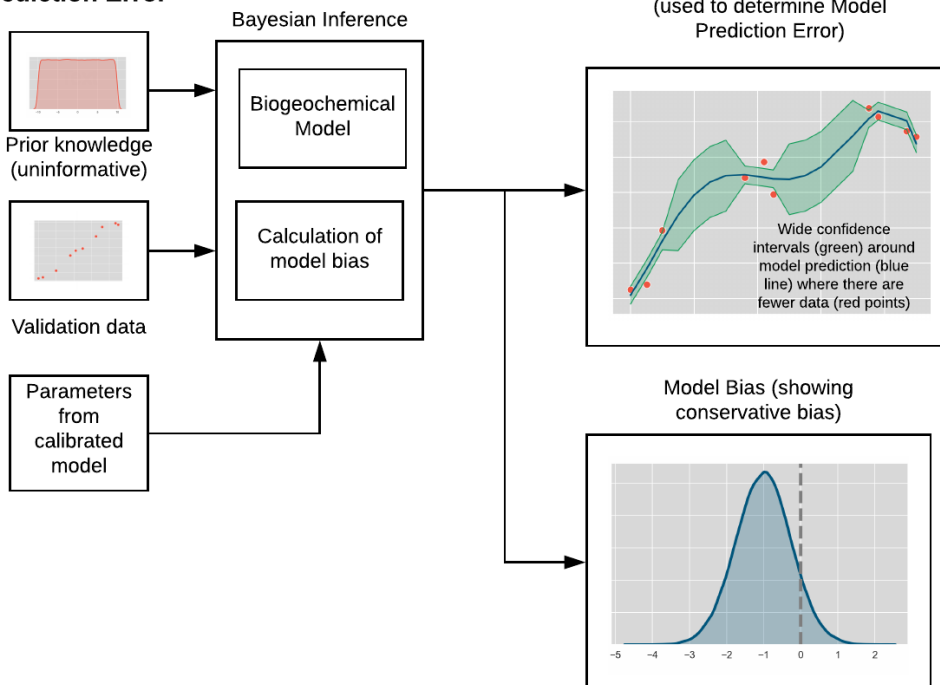 Bayesian Inference
(used to determine Model
Prediction Error)
Prior knowledge
(uninformative)
Biogeochemical
Model
Calculation of
model bias
Validation data
Parameters
from
calibrated
model
Wide confidence
intervals (green) around
model prediction (blue
line) where there are
fewer data (red points)
Model Bias (showing
conservative bias)
−5 −4 −3 −2 −1 0 1 2